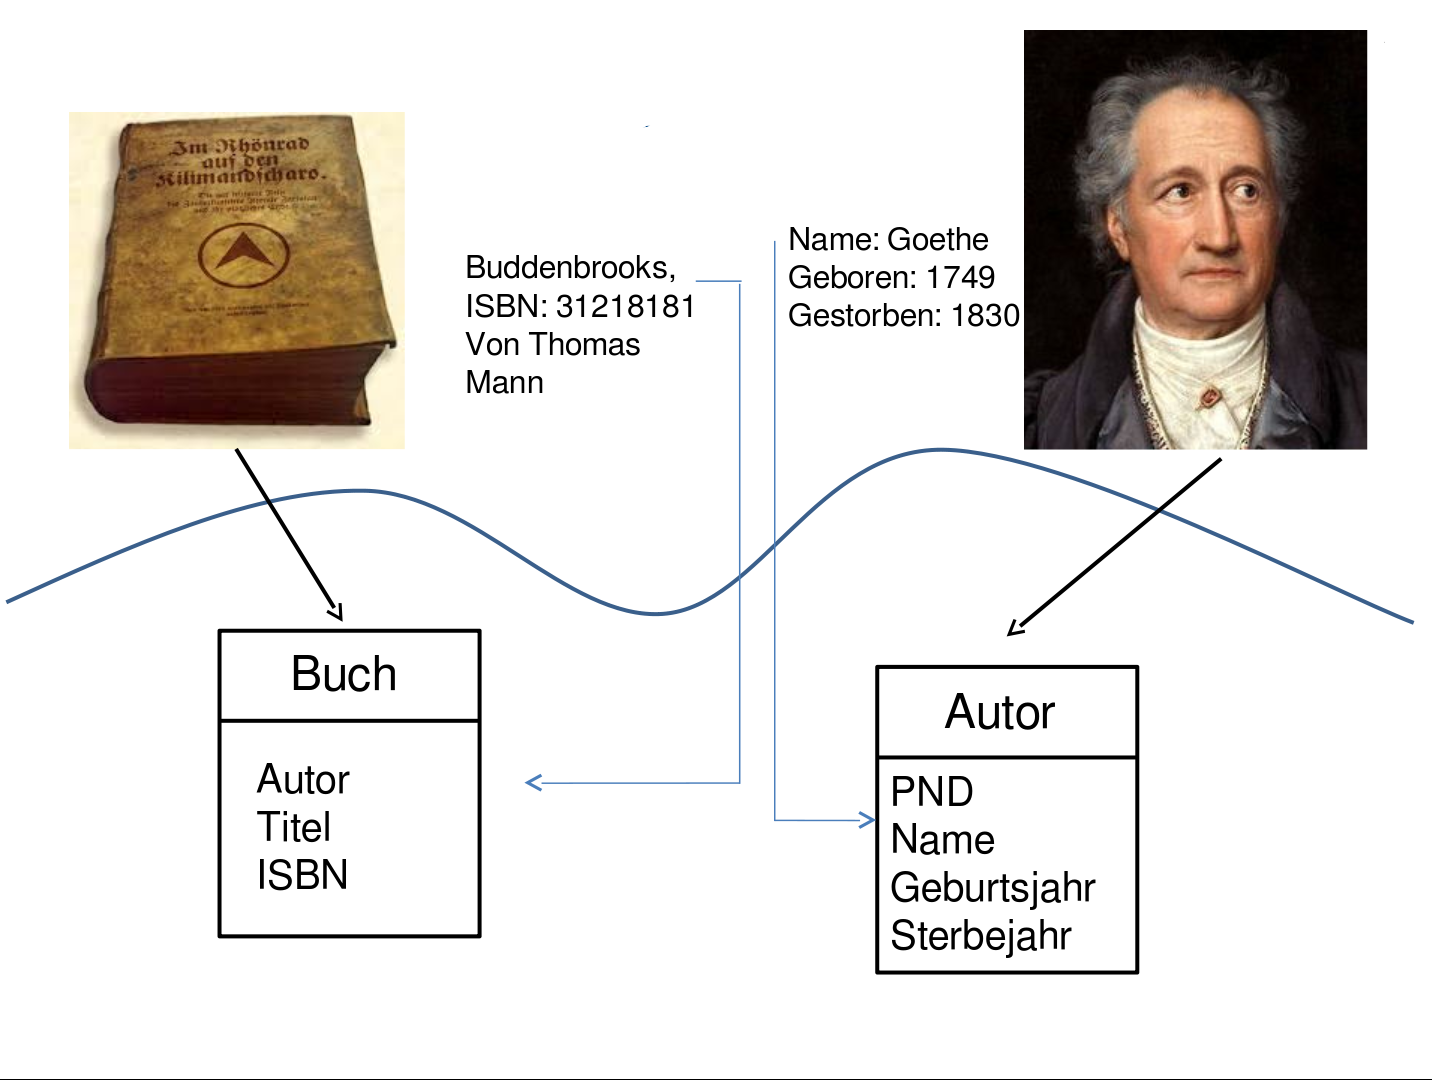 Im Rhönrad
auf den
Kilimandscharo.
Buddenbrooks,
ISBN: 31218181
Von Thomas
Mann
Name: Goethe
Geboren: 1749
Gestorben: 1830
Buch
Autor
Titel
ISBN
Autor
PND
Name
Geburtsjahr
Sterbejahr